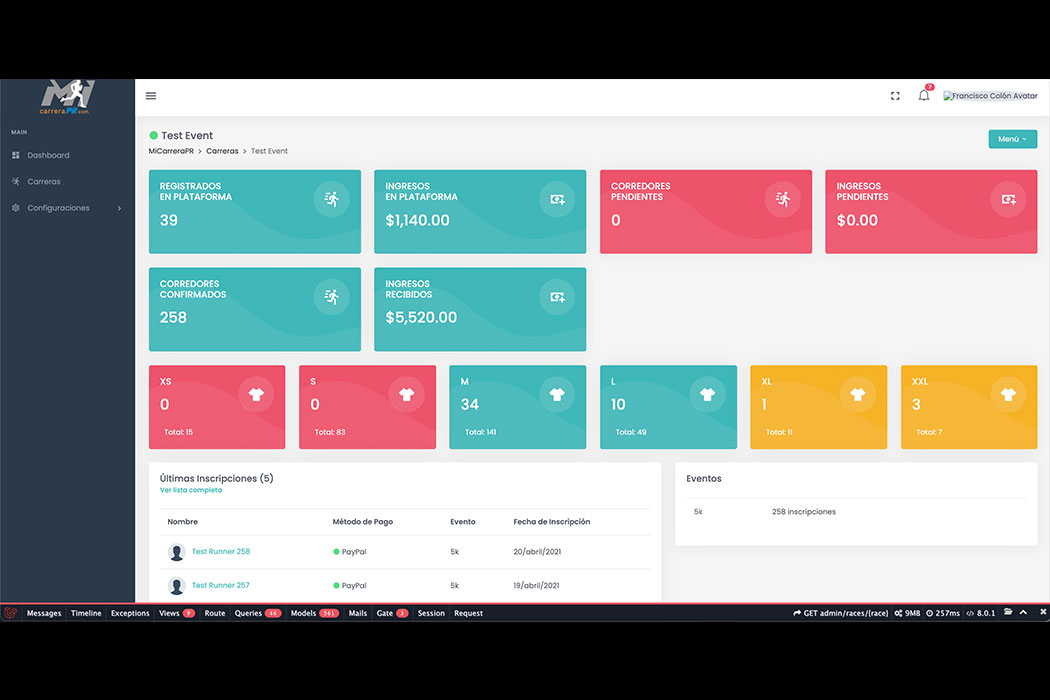 Mi
carreraPR.com
Francisco Colón Avatar
7
MAIN
Dashboard
Carreras
Configuraciones
Test Event
MiCarreraPR > Carreras > Test Event
Menú
REGISTRADOS
EN PLATAFORMA
39
INGRESOS
EN PLATAFORMA
$1,140.00
CORREDORES
PENDIENTES
0
INGRESOS
PENDIENTES
$0.00
CORREDORES
CONFIRMADOS
258
INGRESOS
RECIBIDOS
$5,520.00
XS
0
Total: 15
S
0
Total: 83
M
34
Total: 141
L
10
Total: 49
XL
1
Total: 11
XXL
3
Total: 7
Últimas Inscripciones (5)
Ver lista completa
Nombre Método de Pago Evento Fecha de Inscripción
Test Runner 258 PayPal 5k 20/abril/2021
Test Runner 257 PayPal 5k 19/abril/2021
Eventos
5k 258 inscripciones
Messages Timeline Exceptions Views 9 Route Queries 46 Models 561 Mails Gate 3 Session Request GET admin/races/{race} 9MB 257ms 8.0.1